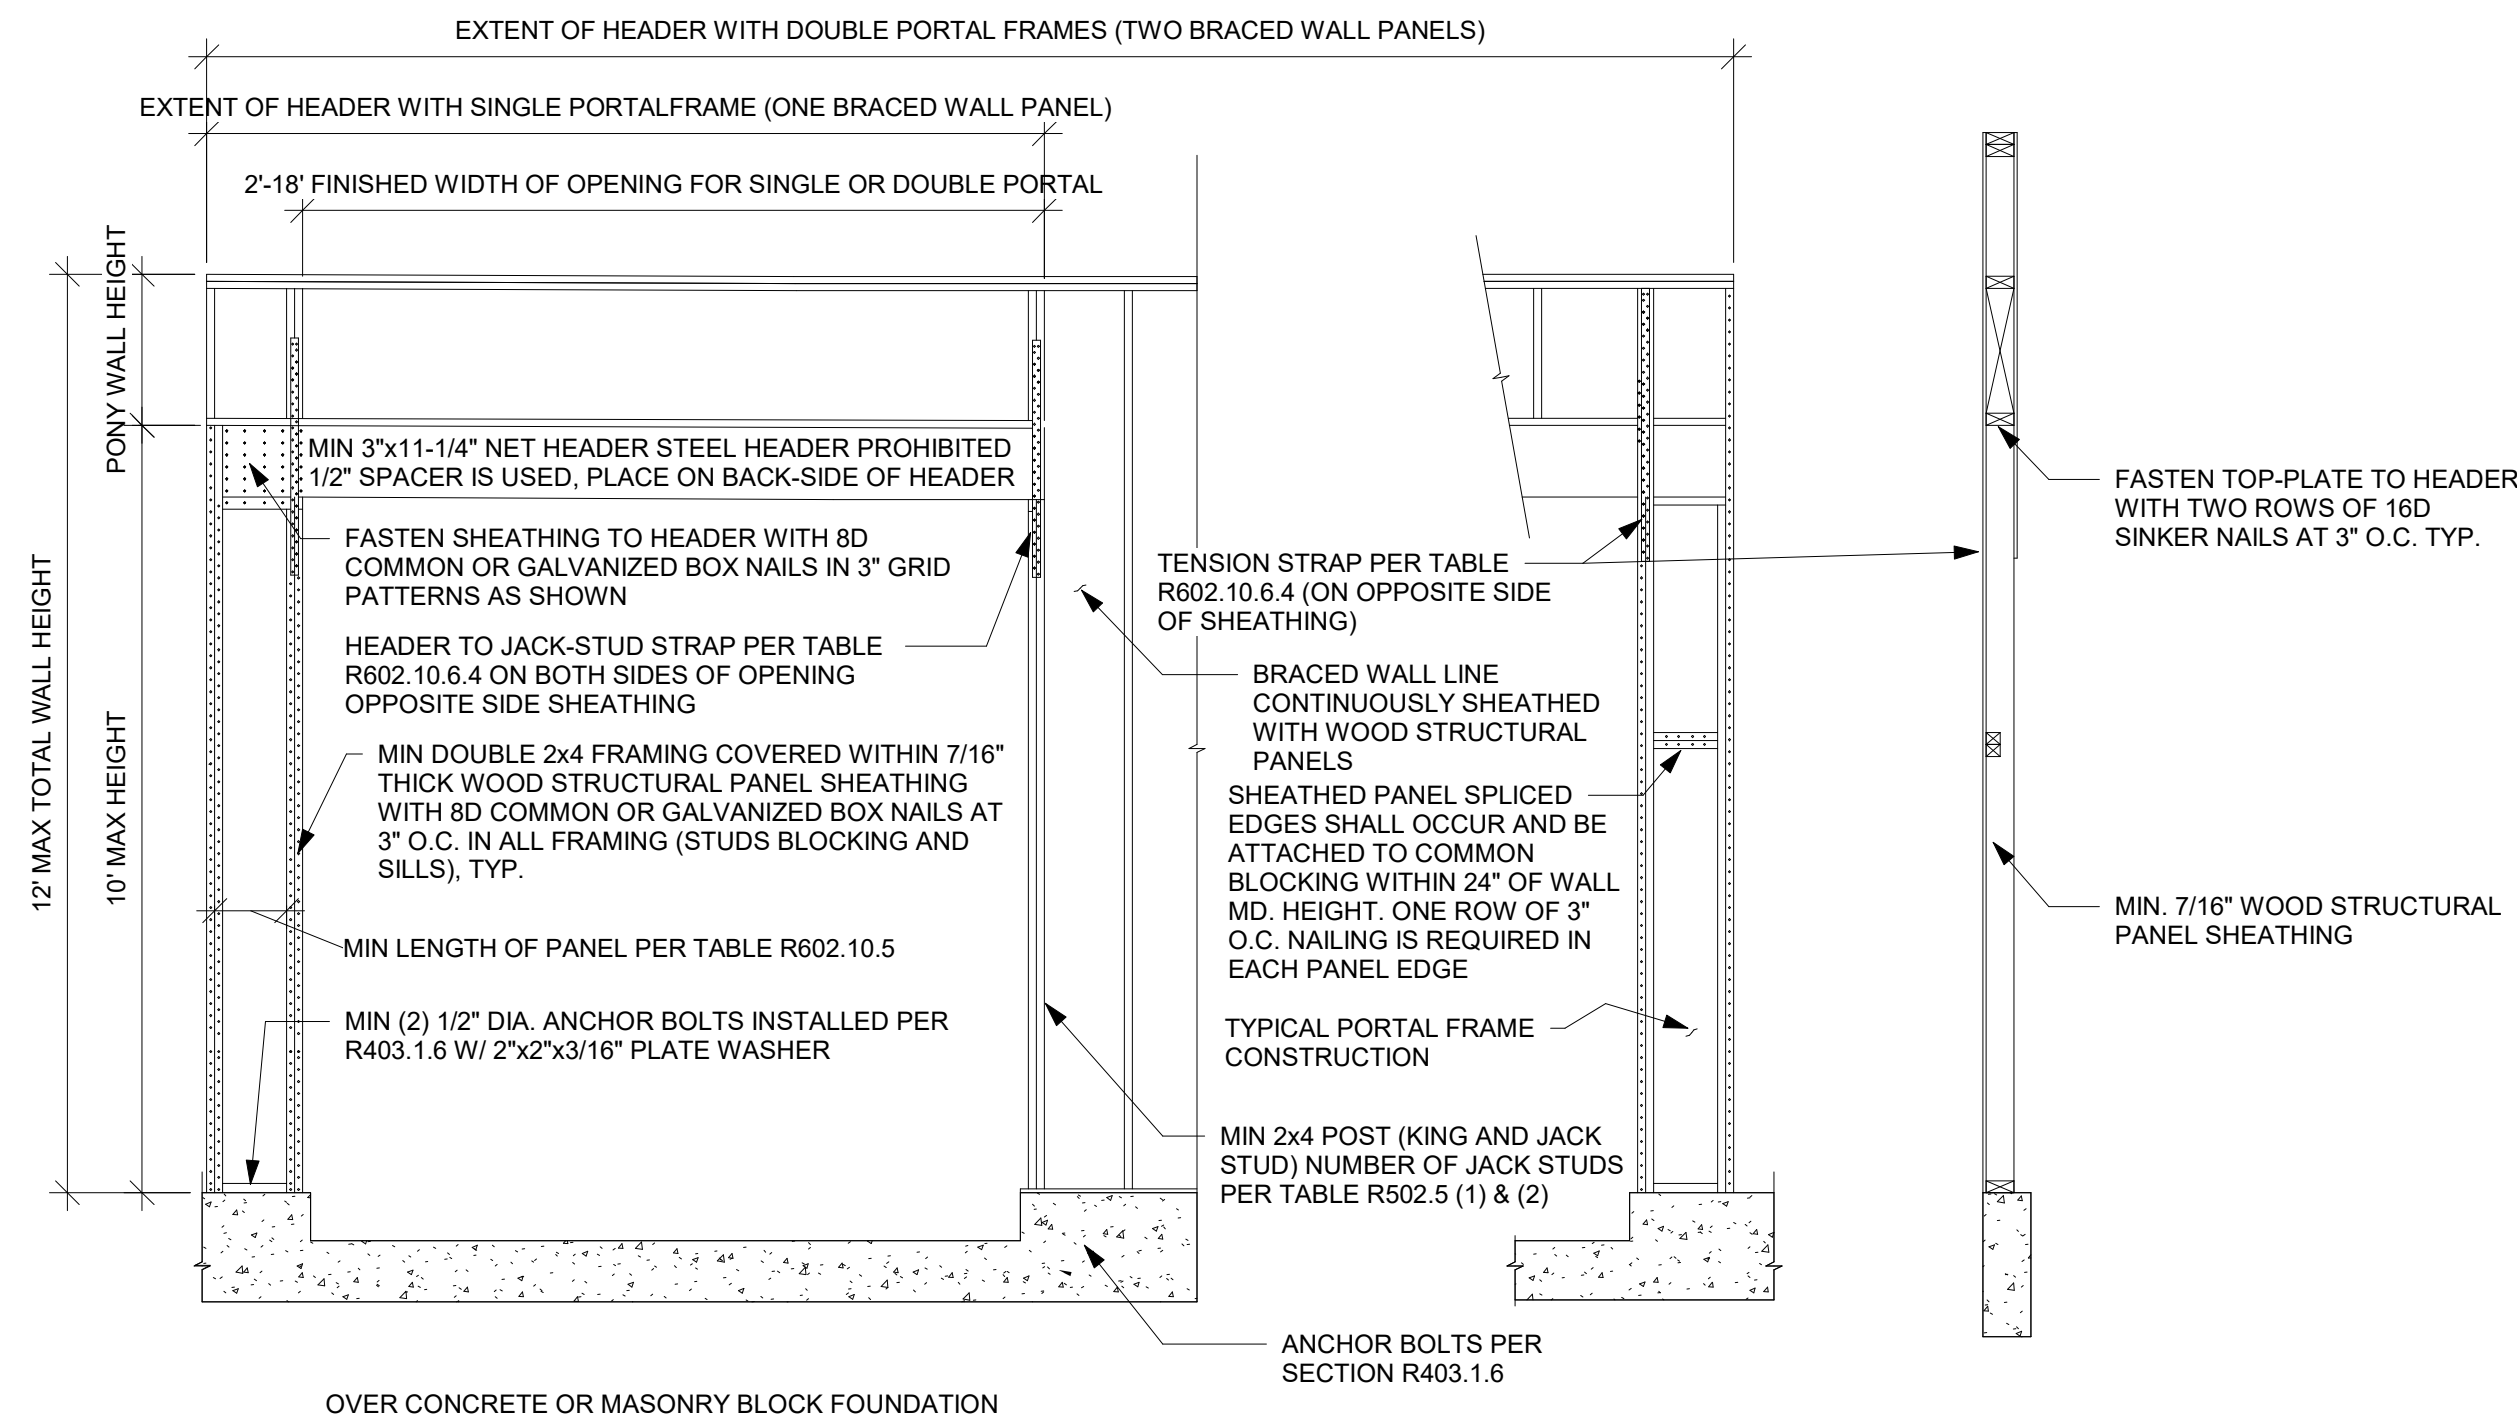 EXTENT OF HEADER WITH DOUBLE PORTAL FRAMES (TWO BRACED WALL PANELS)
EXTENT OF HEADER WITH SINGLE PORTALFRAME (ONE BRACED WALL PANEL)
2'-18' FINISHED WIDTH OF OPENING FOR SINGLE OR DOUBLE PORTAL
PONY WALL HEIGHT
12' MAX TOTAL WALL HEIGHT
10' MAX HEIGHT
MIN 3"x11-1/4" NET HEADER STEEL HEADER PROHIBITED
1/2" SPACER IS USED, PLACE ON BACK-SIDE OF HEADER
FASTEN SHEATHING TO HEADER WITH 8D
COMMON OR GALVANIZED BOX NAILS IN 3" GRID
PATTERNS AS SHOWN
HEADER TO JACK-STUD STRAP PER TABLE
R602.10.6.4 ON BOTH SIDES OF OPENING
OPPOSITE SIDE SHEATHING
MIN DOUBLE 2x4 FRAMING COVERED WITHIN 7/16"
THICK WOOD STRUCTURAL PANEL SHEATHING
WITH 8D COMMON OR GALVANIZED BOX NAILS AT
3" O.C. IN ALL FRAMING (STUDS BLOCKING AND
SILLS), TYP.
MIN LENGTH OF PANEL PER TABLE R602.10.5
MIN (2) 1/2" DIA. ANCHOR BOLTS INSTALLED PER
R403.1.6 W/ 2"x2"x3/16" PLATE WASHER
TENSION STRAP PER TABLE
R602.10.6.4 (ON OPPOSITE SIDE
OF SHEATHING)
BRACED WALL LINE
CONTINUOUSLY SHEATHED
WITH WOOD STRUCTURAL
PANELS
SHEATHED PANEL SPLICED
EDGES SHALL OCCUR AND BE
ATTACHED TO COMMON
BLOCKING WITHIN 24" OF WALL
MD. HEIGHT. ONE ROW OF 3"
O.C. NAILING IS REQUIRED IN
EACH PANEL EDGE
TYPICAL PORTAL FRAME
CONSTRUCTION
MIN 2x4 POST (KING AND JACK
STUD) NUMBER OF JACK STUDS
PER TABLE R502.5 (1) & (2)
ANCHOR BOLTS PER
SECTION R403.1.6
FASTEN TOP-PLATE TO HEADER
WITH TWO ROWS OF 16D
SINKER NAILS AT 3" O.C. TYP.
MIN. 7/16" WOOD STRUCTURAL
PANEL SHEATHING
OVER CONCRETE OR MASONRY BLOCK FOUNDATION